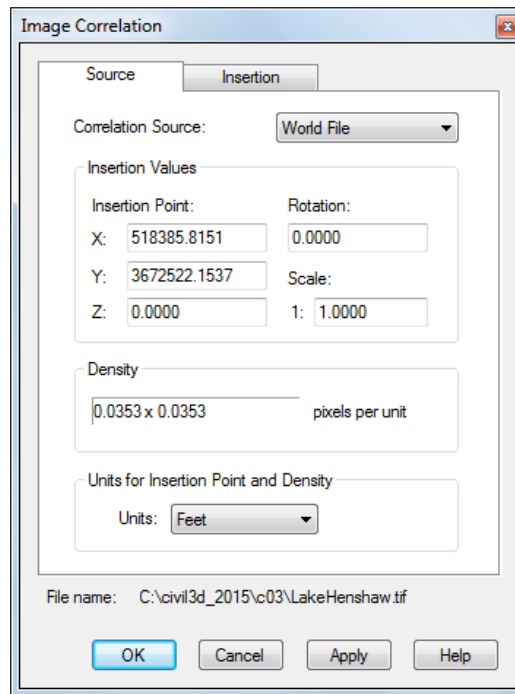 Image Correlation
Source Insertion
Correlation Source: World File
Insertion Values
Insertion Point: Rotation:
X: 518385.8151 0.0000
Y: 3672522.1537 Scale:
Z: 0.0000 1: 1.0000
Density
0.0353 x 0.0353 pixels per unit
Units for Insertion Point and Density
Units: Feet
File name: C:\civil3d_2015\c03\LakeHenshaw.tif
OK Cancel Apply Help